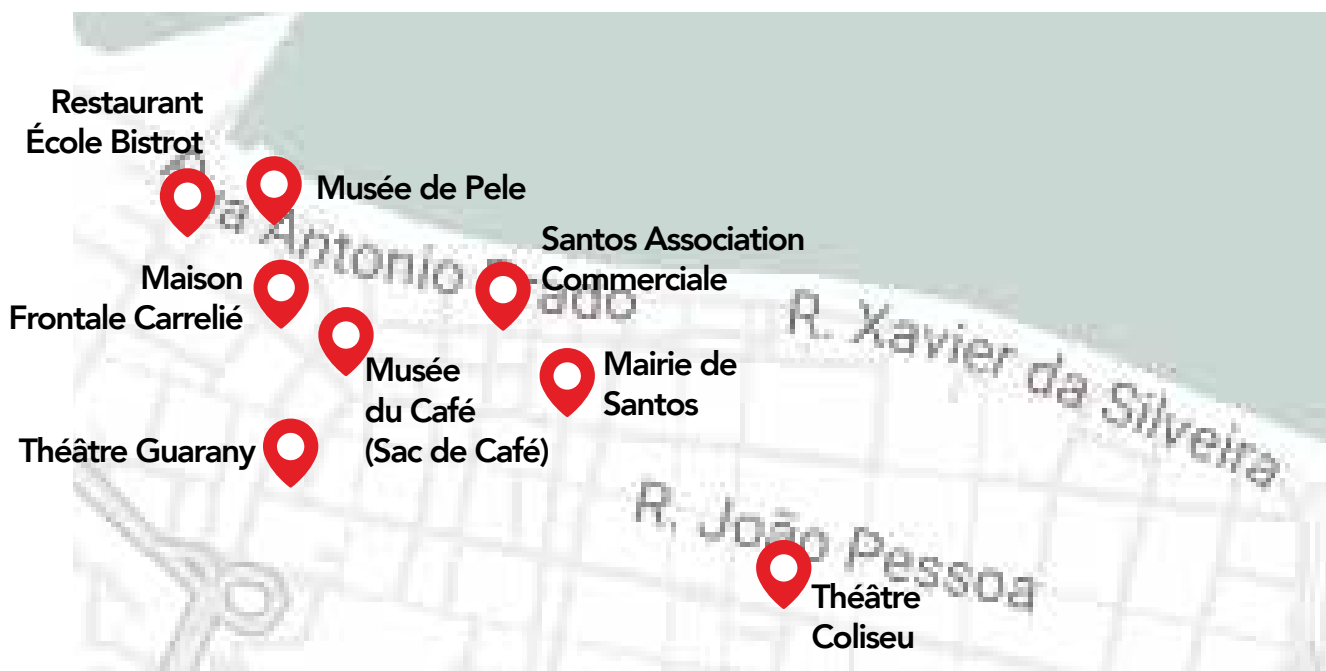 Restaurant
École Bistrot
Musée de Pele
Antonio
Santos Association
Commerciale
Maison
Frontale Carrelié
R. Xavier da Silveira
Musée
du Café
(Sac de Café)
Mairie de
Santos
Théâtre Guarany
R. João Pessoa
Théâtre
Coliseu